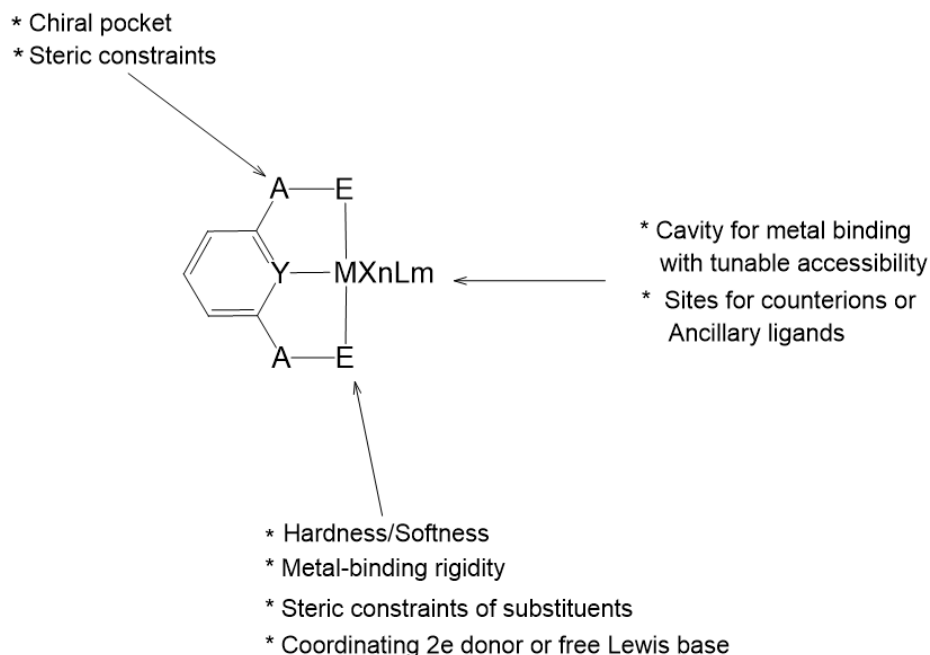 * Chiral pocket
* Steric constraints
A—E
Y—MXnLm
A—E
* Cavity for metal binding
with tunable accessibility
* Sites for counterions or
Ancillary ligands
* Hardness/Softness
* Metal-binding rigidity
* Steric constraints of substituents
* Coordinating 2e donor or free Lewis base